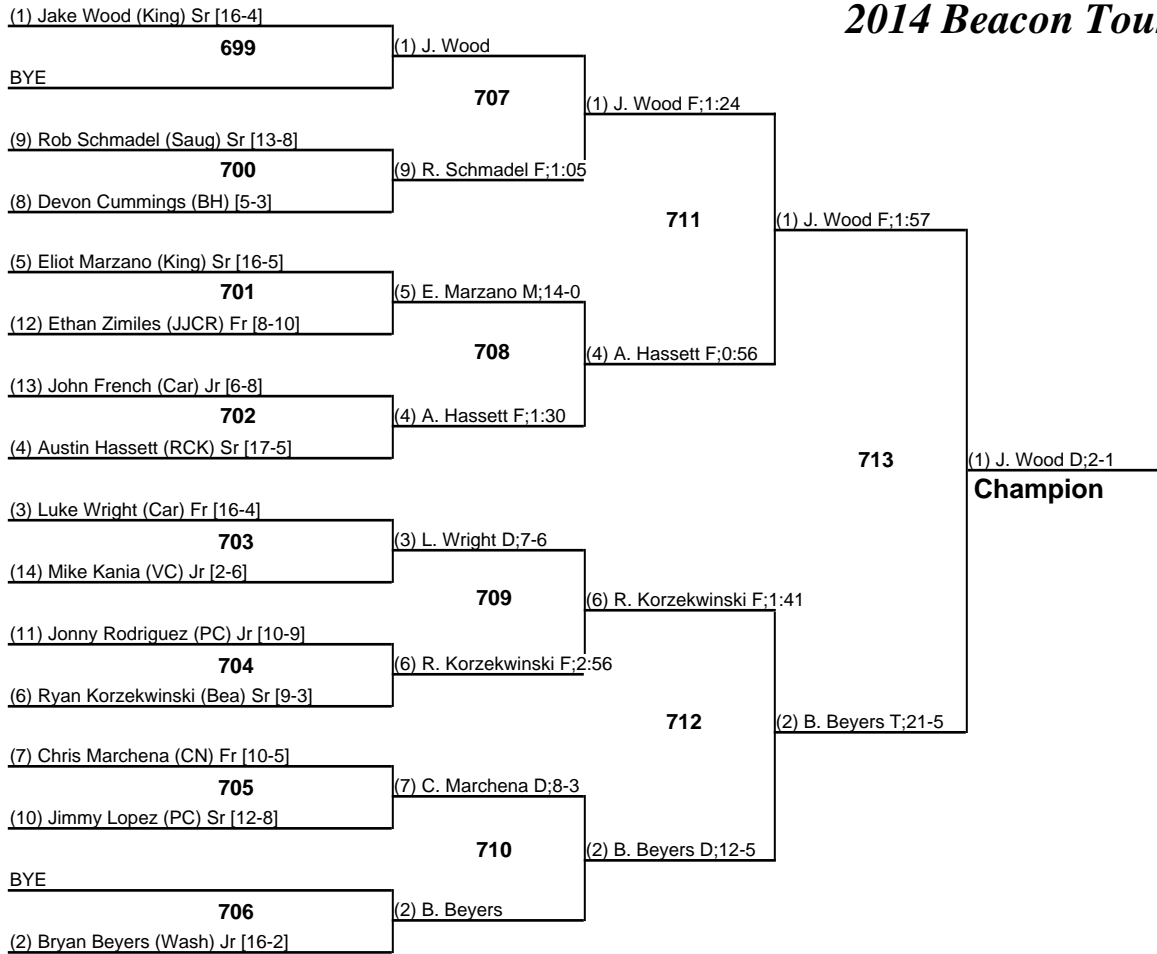 2014 Beacon Tou
(1) Jake Wood (King) Sr [16-4]
699
BYE
(1) J. Wood
707
(9) Rob Schmadel (Saug) Sr [13-8]
700
(8) Devon Cummings (BH) [5-3]
(9) R. Schmadel F;1:05
(1) J. Wood F;1:24
711
(5) Eliot Marzano (King) Sr [16-5]
701
(12) Ethan Zimiles (JJCR) Fr [8-10]
(5) E. Marzano M;14-0
708
(13) John French (Car) Jr [6-8]
702
(4) Austin Hassett (RCK) Sr [17-5]
(4) A. Hassett F;1:30
(4) A. Hassett F;0:56
(1) J. Wood F;1:57
713
(1) J. Wood D;2-1
Champion
(3) Luke Wright (Car) Fr [16-4]
703
(14) Mike Kania (VC) Jr [2-6]
(3) L. Wright D;7-6
709
(11) Jonny Rodriguez (PC) Jr [10-9]
704
(6) Ryan Korzekwinski (Bea) Sr [9-3]
(6) R. Korzekwinski F;2:56
(6) R. Korzekwinski F;1:41
712
(7) Chris Marchena (CN) Fr [10-5]
705
(10) Jimmy Lopez (PC) Sr [12-8]
(7) C. Marchena D;8-3
710
BYE
706
(2) Bryan Beyers (Wash) Jr [16-2]
(2) B. Beyers
(2) B. Beyers D;12-5
(2) B. Beyers T;21-5